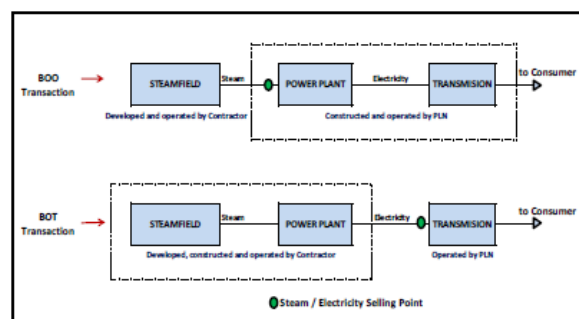 BOO
Transaction
STEAMFIELD
Steam
POWER PLANT
Electricity
TRANSMISION
to Consumer
Developed and operated by Contractor
Constructed and operated by PLN
BOT
Transaction
STEAMFIELD
Steam
POWER PLANT
Electricity
TRANSMISION
to Consumer
Developed, constructed and operated by Contractor
Operated by PLN
Steam / Electricity Selling Point